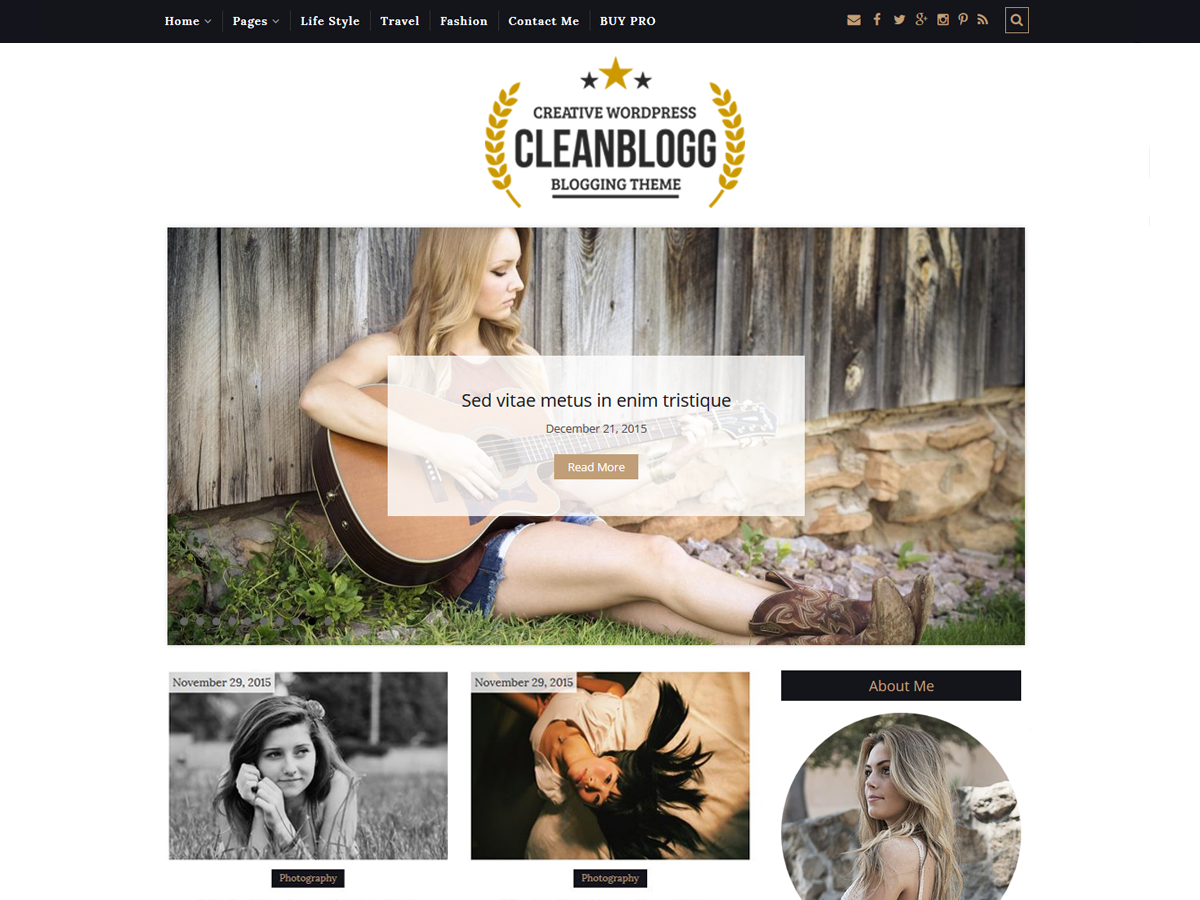 Home Pages Life Style Travel Fashion Contact Me BUY PRO
CREATIVE WORDPRESS
CLEANBLOGG
BLOGGING THEME
Sed vitae metus in enim tristique
December 21, 2015
Read More
November 29, 2015
Photography
November 29, 2015
Photography
About Me